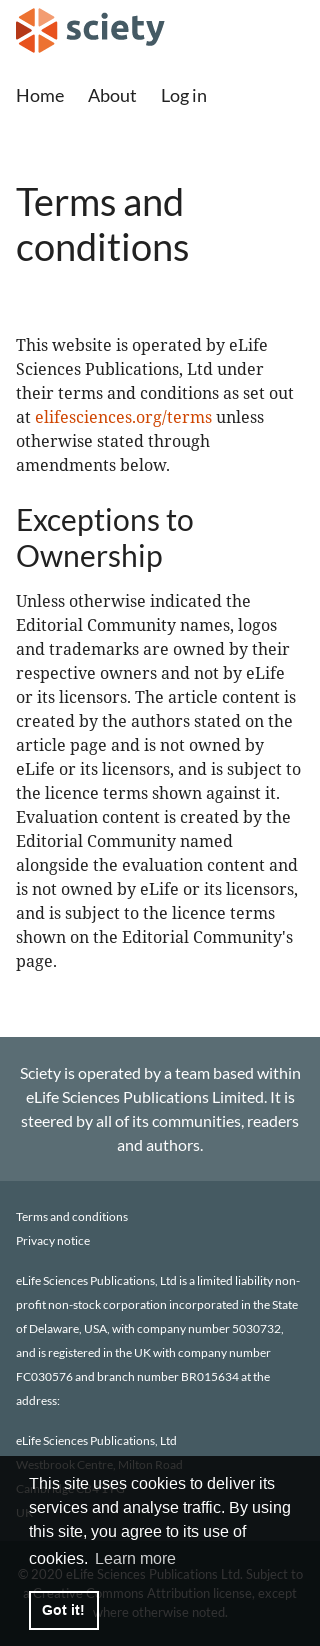 sciety
Home About Log in
Terms and
conditions
This website is operated by eLife
Sciences Publications, Ltd under
their terms and conditions as set out
at elifesciences.org/terms unless
otherwise stated through
amendments below.
Exceptions to
Ownership
Unless otherwise indicated the
Editorial Community names, logos
and trademarks are owned by their
respective owners and not by eLife
or its licensors. The article content is
created by the authors stated on the
article page and is not owned by
eLife or its licensors, and is subject to
the licence terms shown against it.
Evaluation content is created by the
Editorial Community named
alongside the evaluation content and
is not owned by eLife or its licensors,
and is subject to the licence terms
shown on the Editorial Community's
page.
Sciety is operated by a team based within
eLife Sciences Publications Limited. It is
steered by all of its communities, readers
and authors.
Terms and conditions
Privacy notice
eLife Sciences Publications, Ltd is a limited liability non-
profit non-stock corporation incorporated in the State
of Delaware, USA, with company number 5030732,
and is registered in the UK with company number
FC030576 and branch number BR015634 at the
address:
eLife Sciences Publications, Ltd
Westbrook Centre, Milton Road
Cambridge
UK
This site uses cookies to deliver its
services and analyse traffic. By using
this site, you agree to its use of
cookies. Learn more
© 2020 eLife Sciences Publications Ltd. Subject to
a Creative Commons Attribution license, except
where otherwise noted.
Got it!